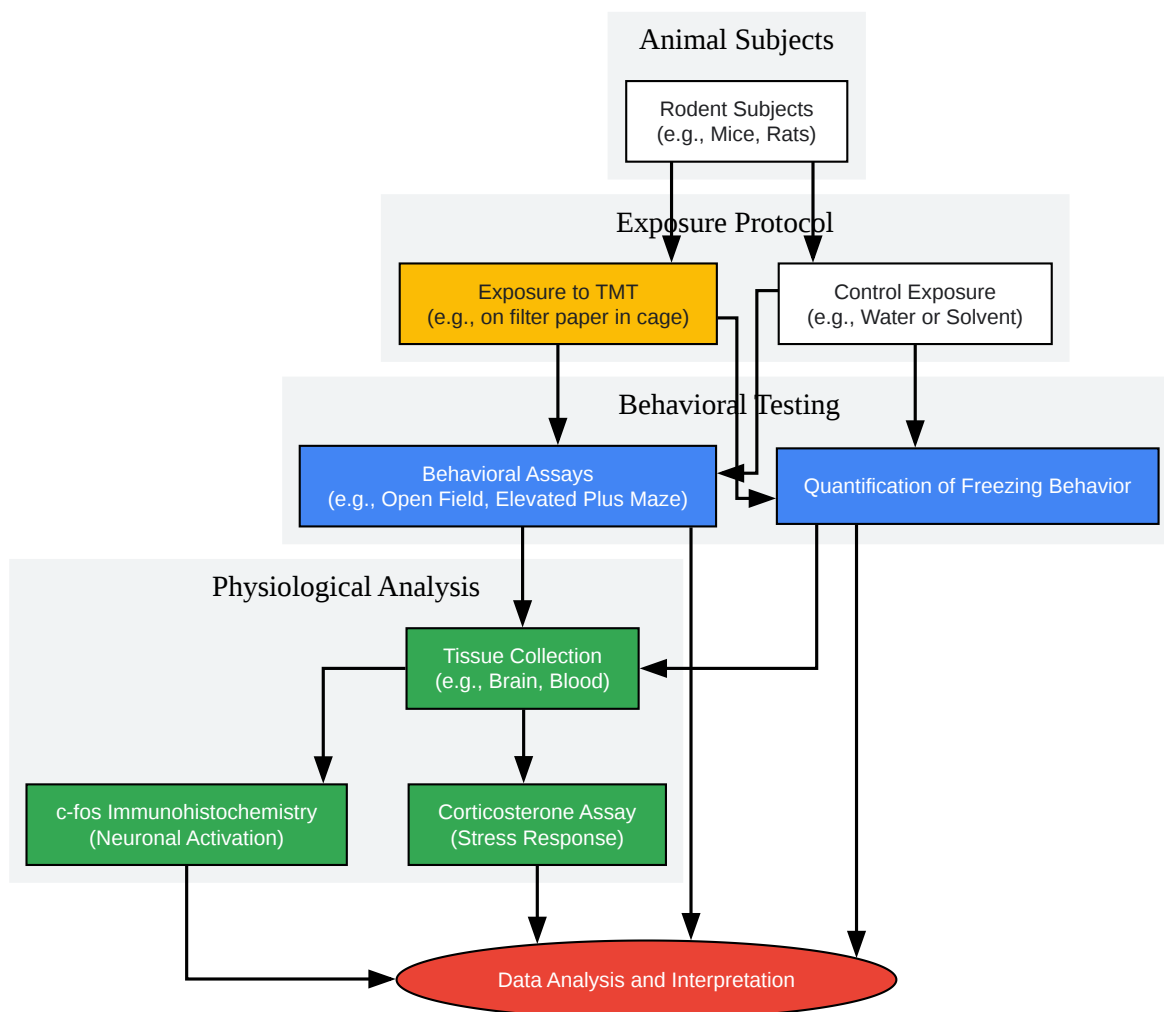 Animal Subjects
Rodent Subjects
(e.g., Mice, Rats)
Exposure Protocol
Exposure to TMT
(e.g., on filter paper in cage)
Control Exposure
(e.g., Water or Solvent)
Behavioral Testing
Behavioral Assays
(e.g., Open Field, Elevated Plus Maze)
Quantification of Freezing Behavior
Physiological Analysis
Tissue Collection
(e.g., Brain, Blood)
c-fos Immunohistochemistry
(Neuronal Activation)
Corticosterone Assay
(Stress Response)
Data Analysis and Interpretation